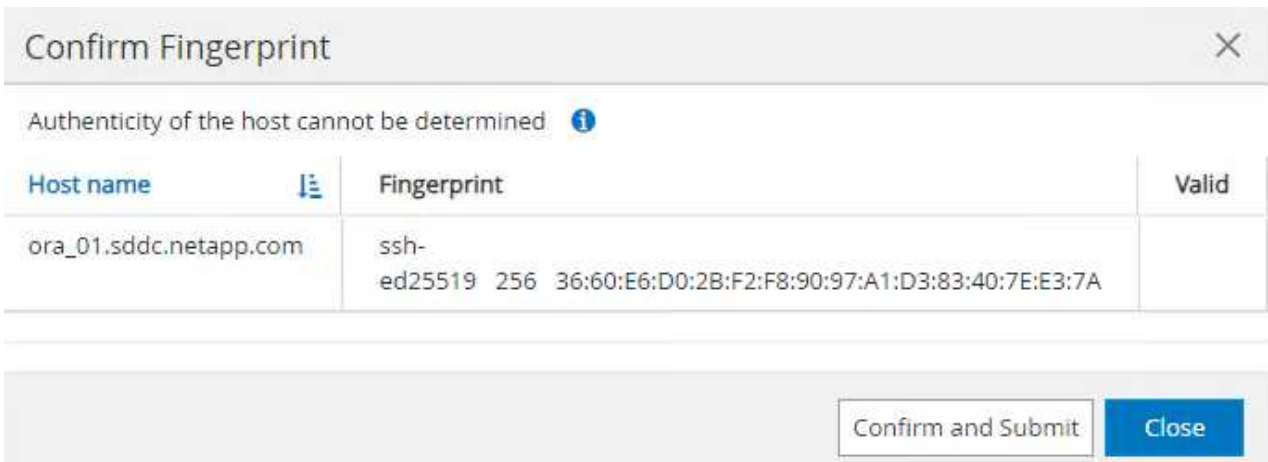 Confirm Fingerprint
Authenticity of the host cannot be determined
Host name
Fingerprint
Valid
ora_01.sddc.netapp.com
ssh-
ed25519 256 36:60:E6:D0:2B:F2:F8:90:97:A1:D3:83:40:7E:E3:7A
Confirm and Submit
Close